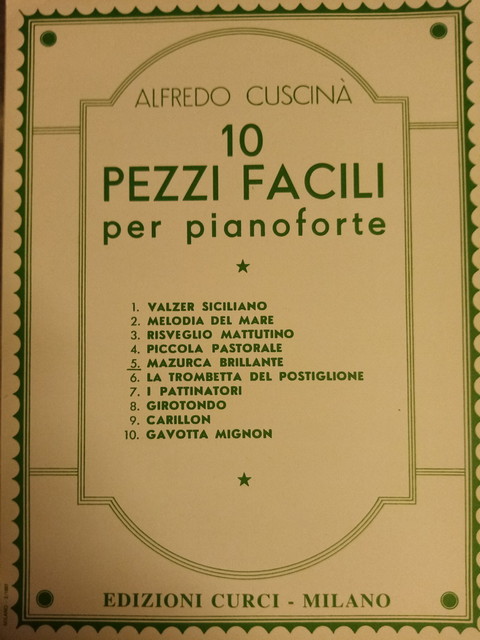 ALFREDO CUSCINÀ
10
PEZZI FACILI
per pianoforte
1. VALZER SICILIANO
2. MELODIA DEL MARE
3. RISVEGLIO MATTUTINO
4. PICCOLA PASTORALE
5. MAZURCA BRILLANTE
6. LA TROMBETTA DEL POSTIGLIONE
7. I PATTINATORI
8. GIROTONDO
9. CARILLON
10. GAVOTTA MIGNON
EDIZIONI CURCI - MILANO